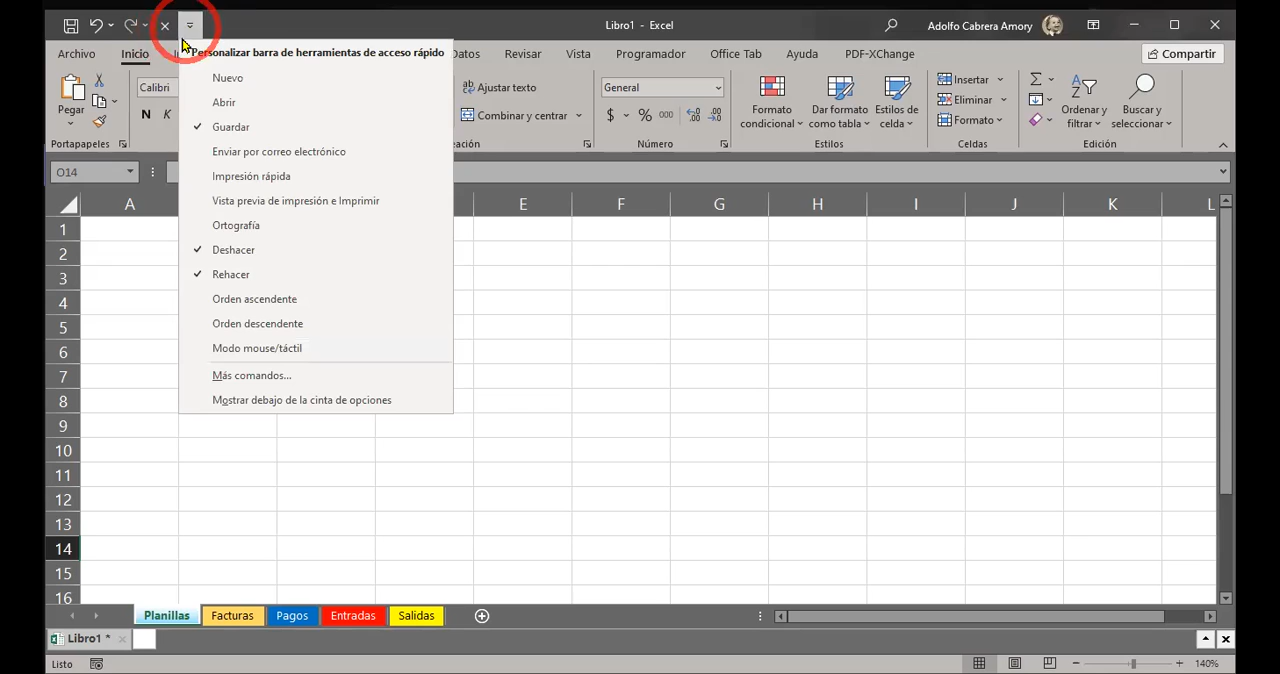 Libro1 - Excel
Adolfo Cabrera Amory
Archivo
Inicio
Datos
Revisar
Vista
Programador
Office Tab
Ayuda
PDF-XChange
Compartir
Personalizar barra de herramientas de acceso rápido
Nuevo
Abrir
Guardar
Enviar por correo electrónico
Impresión rápida
Vista previa de impresión e Imprimir
Ortografía
Deshacer
Rehacer
Orden ascendente
Orden descendente
Modo mouse/táctil
Más comandos...
Mostrar debajo de la cinta de opciones
Pegar
Portapapeles
Calibri
N K
Ajustar texto
Combinar y centrar
General
$ % 000
Número
Formato
condicional
Dar formato
como tabla
Estilos de
celda
Estilos
Insertar
Eliminar
Formato
Celdas
Ordenar y
filtrar
Buscar y
seleccionar
Edición
O14
A E F G H I J K L
1
2
3
4
5
6
7
8
9
10
11
12
13
14
15
16
Planillas Facturas Pagos Entradas Salidas
Libro1 *
Listo
140%